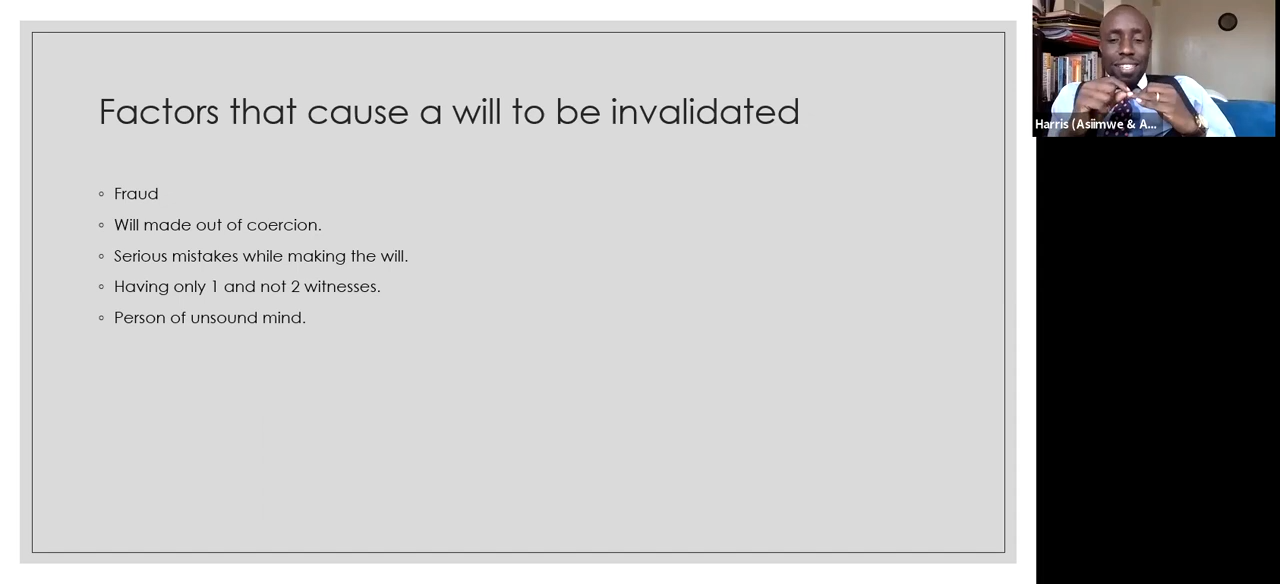 Factors that cause a will to be invalidated
◦ Fraud
◦ Will made out of coercion.
◦ Serious mistakes while making the will.
◦ Having only 1 and not 2 witnesses.
◦ Person of unsound mind.
Harris (Asiimwe & A...